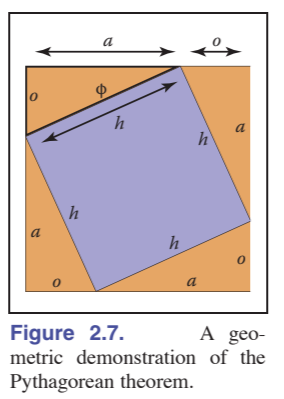 a o
o ϕ
h
h a
h
a
h
o
o a
Figure 2.7. A geo-
metric demonstration of the
Pythagorean theorem.